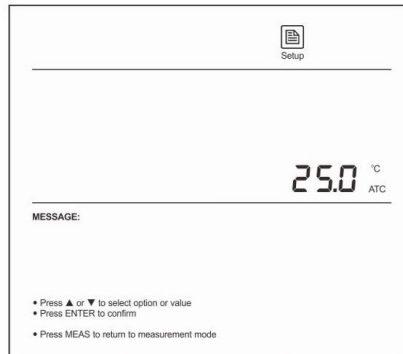 Setup
25.0 °C
ATC
MESSAGE:
• Press ▲ or ▼ to select option or value
• Press ENTER to confirm
• Press MEAS to return to measurement mode